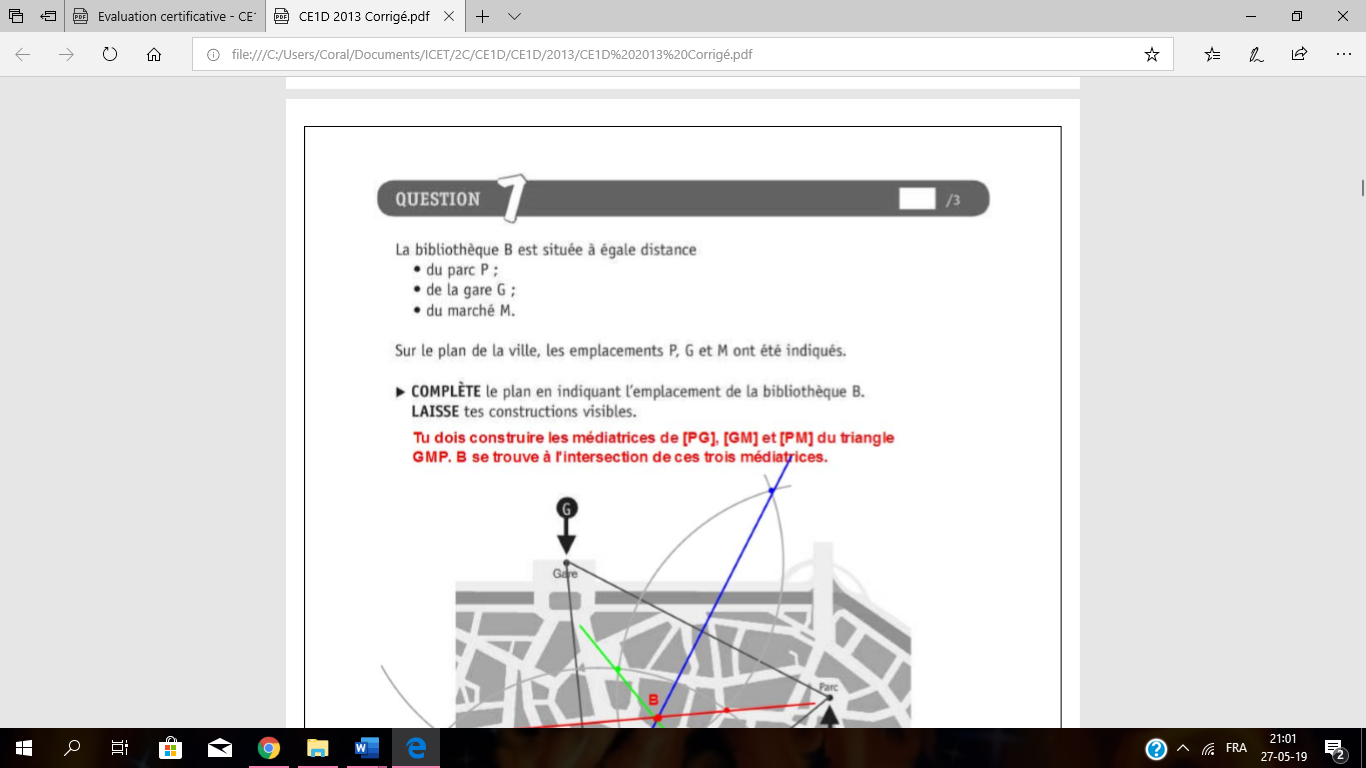 Evaluation certificative - CE1
CE1D 2013 Corrigé.pdf
file:///C:/Users/Coral/Documents/ICET/2C/CE1D/CE1D/2013/CE1D%202013%20Corrigé.pdf
QUESTION 7 /3
La bibliothèque B est située à égale distance
• du parc P ;
• de la gare G ;
• du marché M.
Sur le plan de la ville, les emplacements P, G et M ont été indiqués.
► COMPLÈTE le plan en indiquant l'emplacement de la bibliothèque B.
LAISSE tes constructions visibles.
Tu dois construire les médiatrices de [PG], [GM] et [PM] du triangle
GMP. B se trouve à l'intersection de ces trois médiatrices.
G
Gare
Parc
B
FRA
21:01
27-05-19
2